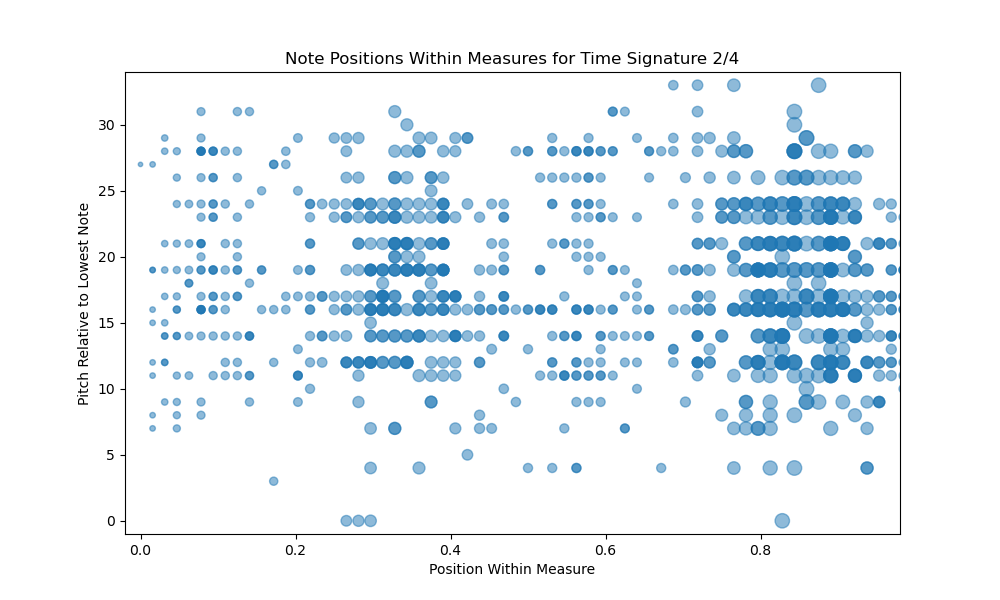 Note Positions Within Measures for Time Signature 2/4
30
25
20
15
10
5
0
Pitch Relative to Lowest Note
0.0 0.2 0.4 0.6 0.8
Position Within Measure